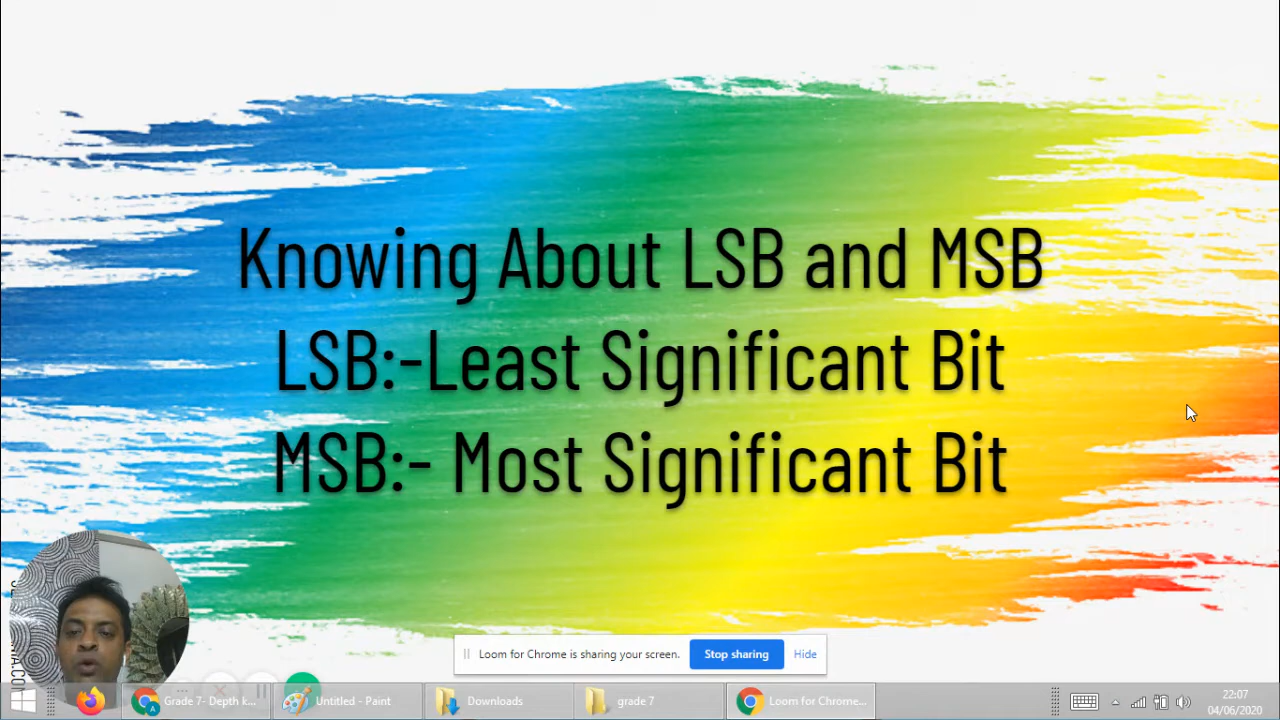 Knowing About LSB and MSB
LSB:-Least Significant Bit
MSB:- Most Significant Bit
Loom for Chrome is sharing your screen. Stop sharing Hide
Grade 7- Depth k... Untitled - Paint Downloads grade 7 Loom for Chrome... 22:07
04/06/2020